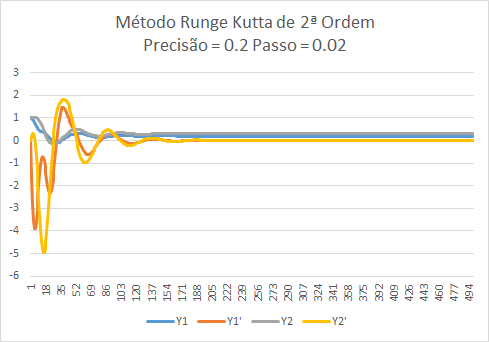 Método Runge Kutta de 2ª Ordem
Precisão = 0.2 Passo = 0.02
3
2
1
0
-1
-2
-3
-4
-5
-6
1 18 35 52 69 86 103 120 137 154 171 188 205 222 239 256 273 290 307 324 341 358 375 392 409 426 443 460 477 494
Y1 Y1' Y2 Y2'